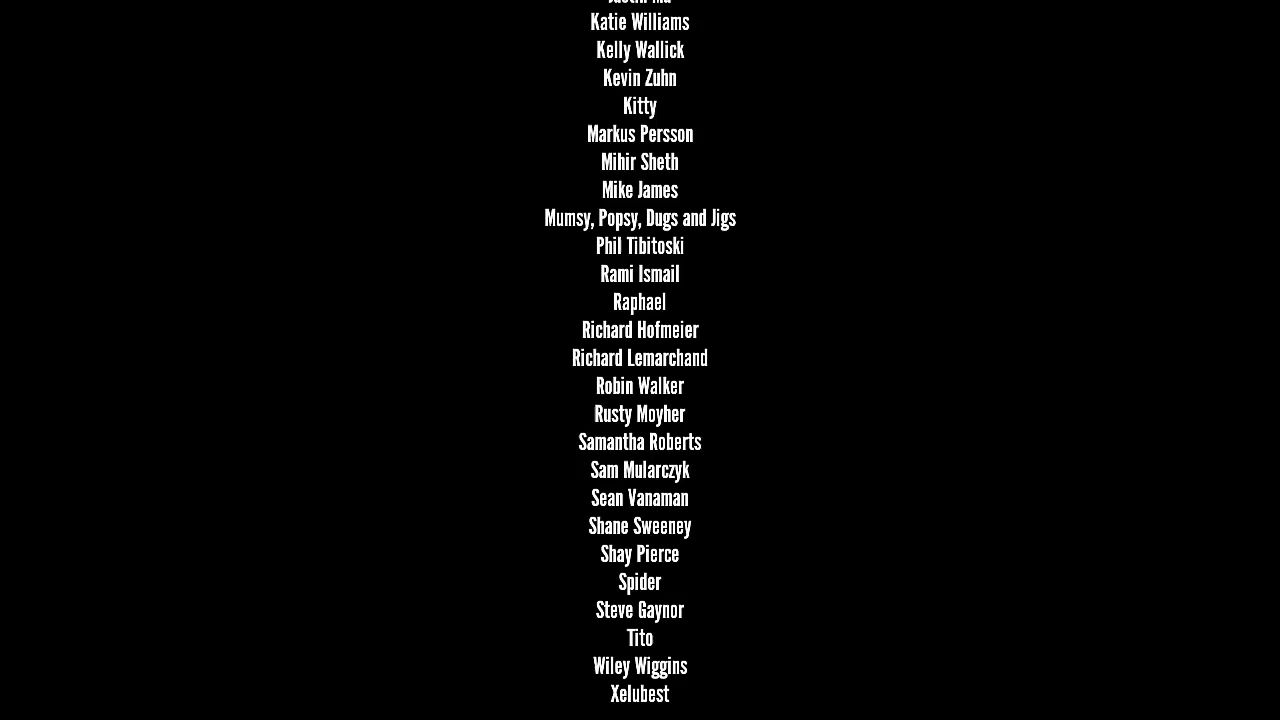 Katie Williams
Kelly Wallick
Kevin Zuhn
Kitty
Markus Persson
Mihir Sheth
Mike James
Mumsy, Popsy, Dugs and Jigs
Phil Tibitoski
Rami Ismail
Raphael
Richard Hofmeier
Richard Lemarchand
Robin Walker
Rusty Moyher
Samantha Roberts
Sam Mularczyk
Sean Vanaman
Shane Sweeney
Shay Pierce
Spider
Steve Gaynor
Tito
Wiley Wiggins
Xelubest